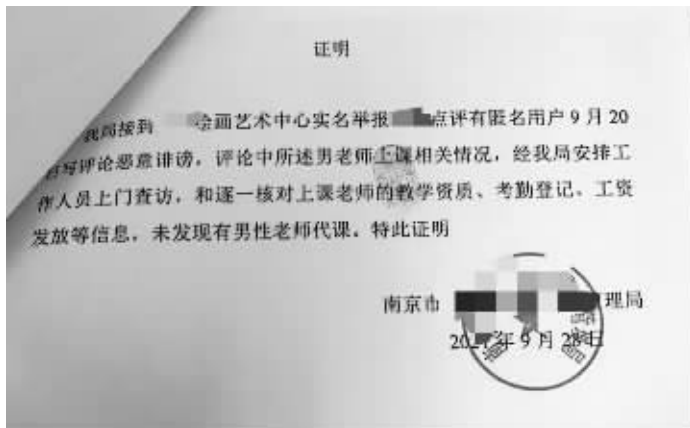 证明
我局接到 绘画艺术中心实名举报 点评有匿名用户9月20
写评论恶意诽谤，评论中所述男老师上课相关情况，经我局安排工
作人员上门查访，和逐一核对上课老师的教学资质、考勤登记、工资
发放等信息，未发现有男性老师代课。特此证明
南京市 理局
年9月28日